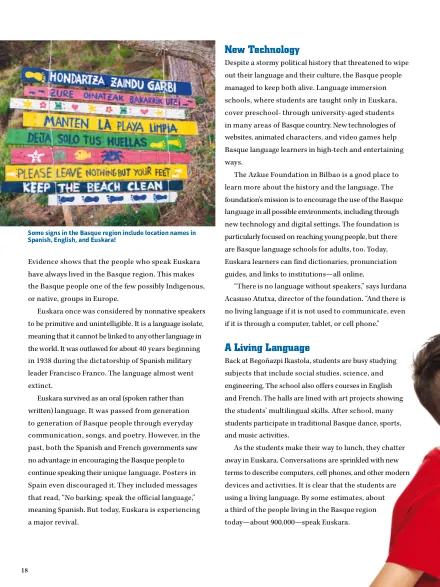 HONDARTZA ZAINDU GARBI
ZURE OINATZAK BAKARRIK UTZI
MANTEN LA PLAYA LIMPIA
DEJA SOLO TUS HUELLAS
PLEASE LEAVE NOTHING BUT YOUR FEET
KEEP THE BEACH CLEAN
Some signs in the Basque region include location names in
Spanish, English, and Euskara!
Evidence shows that the people who speak Euskara
have always lived in the Basque region. This makes
the Basque people one of the few possibly Indigenous,
or native, groups in Europe.
Euskara once was considered by nonnative speakers
to be primitive and unintelligible. It is a language isolate,
meaning that it cannot be linked to any other language in
the world. It was outlawed for about 40 years beginning
in 1938 during the dictatorship of Spanish military
leader Francisco Franco. The language almost went
extinct.
Euskara survived as an oral (spoken rather than
written) language. It was passed from generation
to generation of Basque people through everyday
communication, songs, and poetry. However, in the
past, both the Spanish and French governments saw
no advantage in encouraging the Basque people to
continue speaking their unique language. Posters in
Spain even discouraged it. They included messages
that read, "No barking; speak the official language,"
meaning Spanish. But today, Euskara is experiencing
a major revival.
New Technology
Despite a stormy political history that threatened to wipe
out their language and their culture, the Basque people
managed to keep both alive. Language immersion
schools, where students are taught only in Euskara,
cover preschool- through university-aged students
in many areas of Basque country. New technologies of
websites, animated characters, and video games help
Basque language learners in high-tech and entertaining
ways.
The Azkue Foundation in Bilbao is a good place to
learn more about the history and the language. The
foundation's mission is to encourage the use of the Basque
language in all possible environments, including through
new technology and digital settings. The foundation is
particularly focused on reaching young people, but there
are Basque language schools for adults, too. Today,
Euskara learners can find dictionaries, pronunciation
guides, and links to institutions—all online.
"There is no language without speakers," says Iurdana
Acasuso Atutxa, director of the foundation. "And there is
no living language if it is not used to communicate, even
if it is through a computer, tablet, or cell phone."
A Living Language
Back at Begoñazpi Ikastola, students are busy studying
subjects that include social studies, science, and
engineering. The school also offers courses in English
and French. The halls are lined with art projects showing
the students' multilingual skills. After school, many
students participate in traditional Basque dance, sports,
and music activities.
As the students make their way to lunch, they chatter
away in Euskara. Conversations are sprinkled with new
terms to describe computers, cell phones, and other modern
devices and activities. It is clear that the students are
using a living language. By some estimates, about
a third of the people living in the Basque region
today—about 900,000—speak Euskara.
18